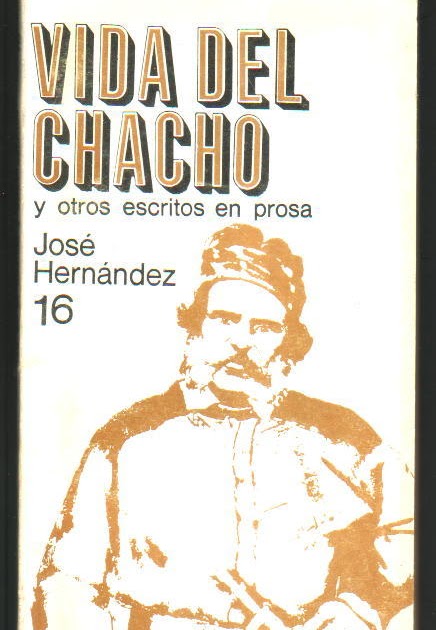 VIDA DEL
CHACHO
y otros escritos en prosa
José
Hernández
16